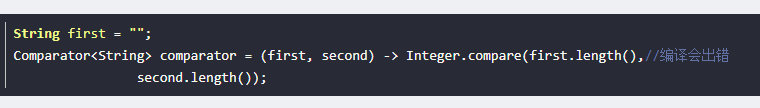 String first = "";
Comparator<String> comparator = (first, second) -> Integer.compare(first.length(),//编译会出错
second.length());